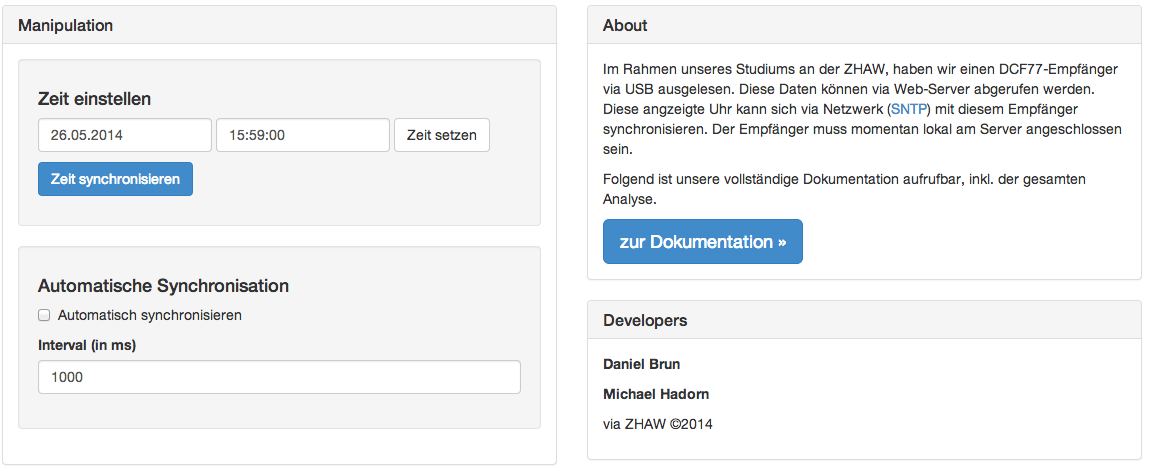 Manipulation
Zeit einstellen
26.05.2014
15:59:00
Zeit setzen
Zeit synchronisieren
Automatische Synchronisation
Automatisch synchronisieren
Interval (in ms)
1000
About
Im Rahmen unseres Studiums an der ZHAW, haben wir einen DCF77-Empfänger
via USB ausgelesen. Diese Daten können via Web-Server abgerufen werden.
Diese angzeigte Uhr kann sich via Netzwerk (SNTP) mit diesem Empfänger
synchronisieren. Der Empfänger muss momentan lokal am Server angeschlossen
sein.
Folgend ist unsere vollständige Dokumentation aufrufbar, inkl. der gesamten
Analyse.
zur Dokumentation »
Developers
Daniel Brun
Michael Hadorn
via ZHAW ©2014